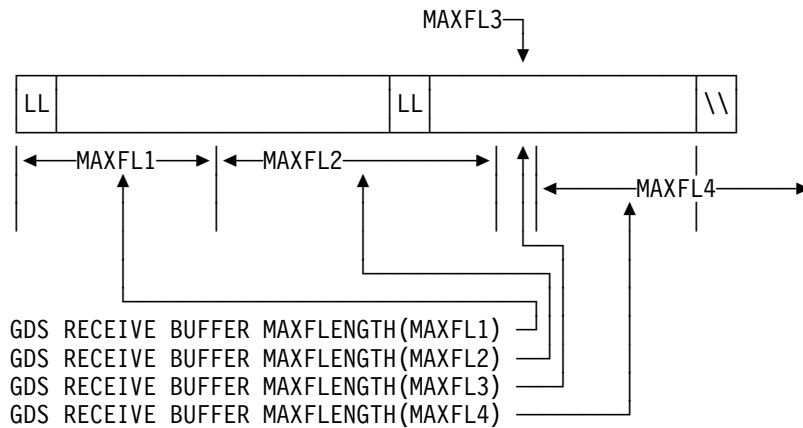 MAXFL3
LL LL \\
MAXFL1 MAXFL2 MAXFL4
GDS RECEIVE BUFFER MAXFLENGTH(MAXFL1)
GDS RECEIVE BUFFER MAXFLENGTH(MAXFL2)
GDS RECEIVE BUFFER MAXFLENGTH(MAXFL3)
GDS RECEIVE BUFFER MAXFLENGTH(MAXFL4)